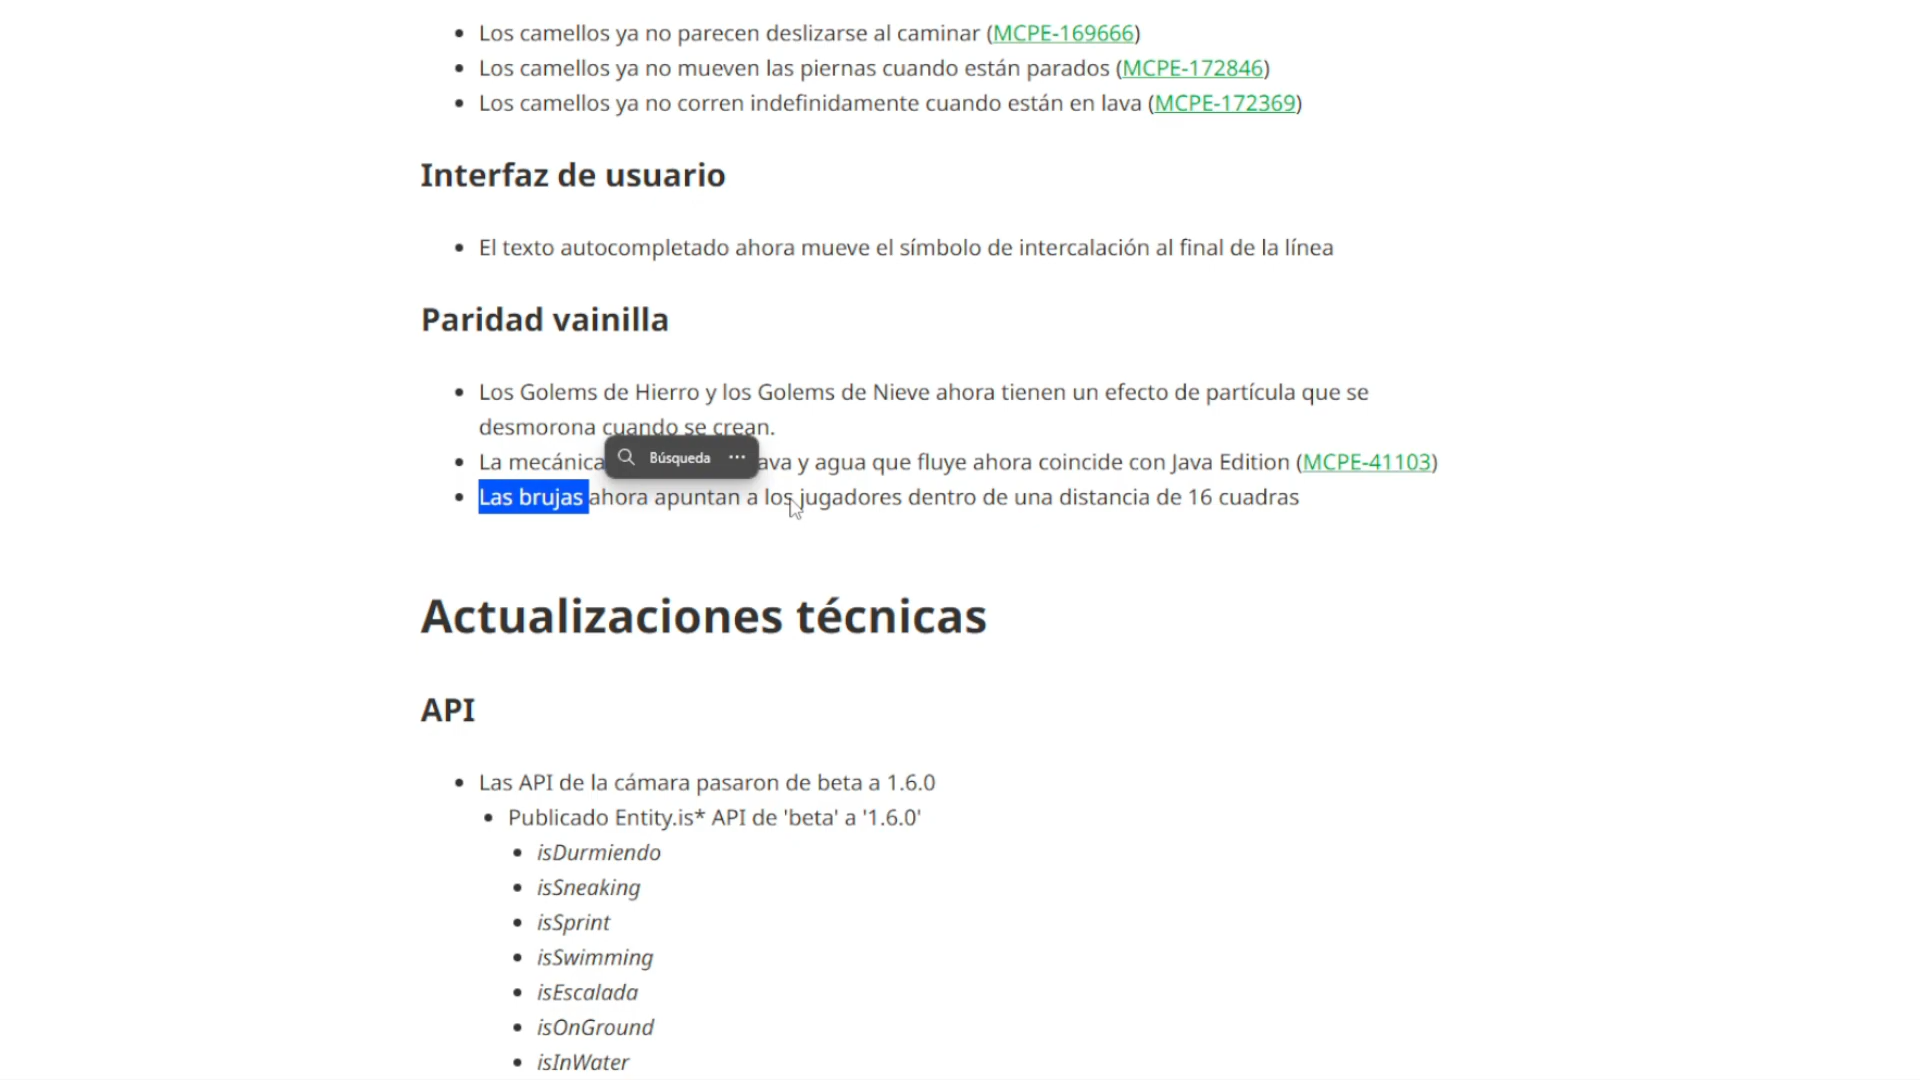 Los camellos ya no parecen deslizarse al caminar (MCPE-169666)
Los camellos ya no mueven las piernas cuando están parados (MCPE-172846)
Los camellos ya no corren indefinidamente cuando están en lava (MCPE-172369)
Interfaz de usuario
El texto autocompletado ahora mueve el símbolo de intercalación al final de la línea
Paridad vainilla
Los Golems de Hierro y los Golems de Nieve ahora tienen un efecto de partícula que se
desmorona cuando se crean.
Búsqueda
La mecánica ava y agua que fluye ahora coincide con Java Edition (MCPE-41103)
Las brujas ahora apuntan a los jugadores dentro de una distancia de 16 cuadras
Actualizaciones técnicas
API
Las API de la cámara pasaron de beta a 1.6.0
Publicado Entity.is* API de 'beta' a '1.6.0'
isDurmiendo
isSneaking
isSprint
isSwimming
isEscalada
isOnGround
isInWater